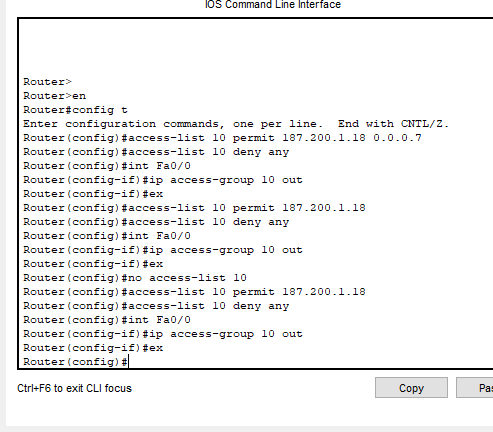 IOS Command Line Interface
Router>
Router>en
Router#config t
Enter configuration commands, one per line.  End with CNTL/Z.
Router(config)#access-list 10 permit 187.200.1.18 0.0.0.7
Router(config)#access-list 10 deny any
Router(config)#int Fa0/0
Router(config-if)#ip access-group 10 out
Router(config-if)#ex
Router(config)#access-list 10 permit 187.200.1.18
Router(config)#access-list 10 deny any
Router(config)#int Fa0/0
Router(config-if)#ip access-group 10 out
Router(config-if)#ex
Router(config)#no access-list 10
Router(config)#access-list 10 permit 187.200.1.18
Router(config)#access-list 10 deny any
Router(config)#int Fa0/0
Router(config-if)#ip access-group 10 out
Router(config-if)#ex
Router(config)#
Ctrl+F6 to exit CLI focus
Copy
Pas